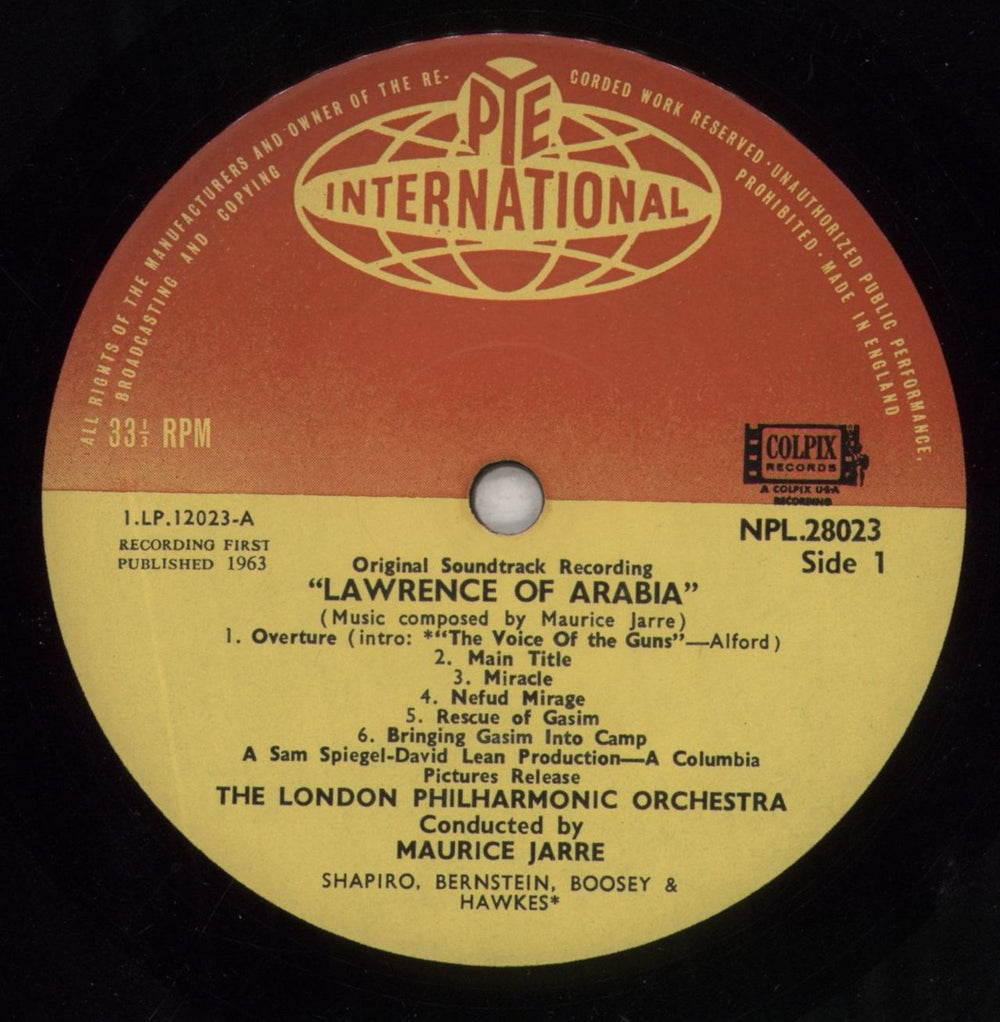 ALL RIGHTS OF THE MANUFACTURERS AND OWNER OF THE RE-CORDED WORK RESERVED · UNAUTHORIZED PUBLIC PERFORMANCE,
BROADCASTING AND COPYING PROHIBITED · MADE IN ENGLAND
PYE
INTERNATIONAL
33⅓ RPM
COLPIX
RECORDS
A COLPIX USA
RECORDING
1.LP.12023-A
RECORDING FIRST
PUBLISHED 1963
NPL.28023
Side 1
Original Soundtrack Recording
“LAWRENCE OF ARABIA”
(Music composed by Maurice Jarre)
1. Overture (intro: *“The Voice Of the Guns”—Alford)
2. Main Title
3. Miracle
4. Nefud Mirage
5. Rescue of Gasim
6. Bringing Gasim Into Camp
A Sam Spiegel-David Lean Production—A Columbia
Pictures Release
THE LONDON PHILHARMONIC ORCHESTRA
Conducted by
MAURICE JARRE
SHAPIRO, BERNSTEIN, BOOSEY &
HAWKES*